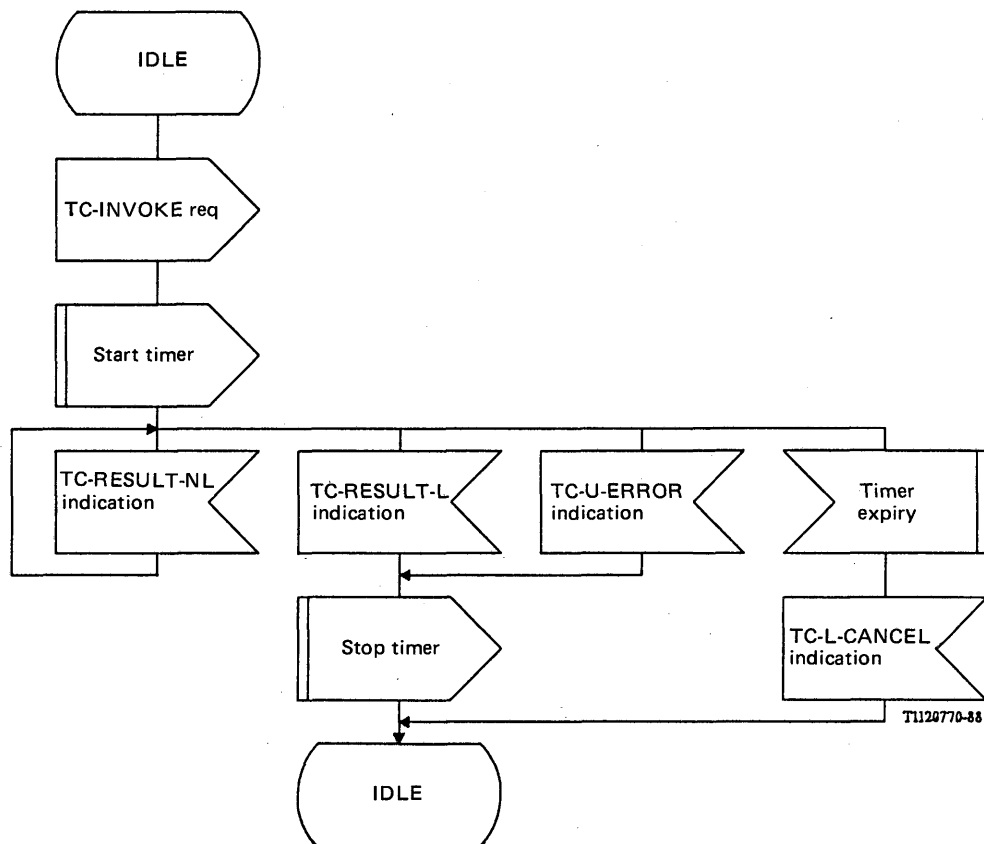 IDLE
TC-INVOKE req
Start timer
TC-RESULT-NL
indication
TC-RESULT-L
indication
TC-U-ERROR
indication
Timer
expiry
Stop timer
TC-L-CANCEL
indication
T1120770-88
IDLE